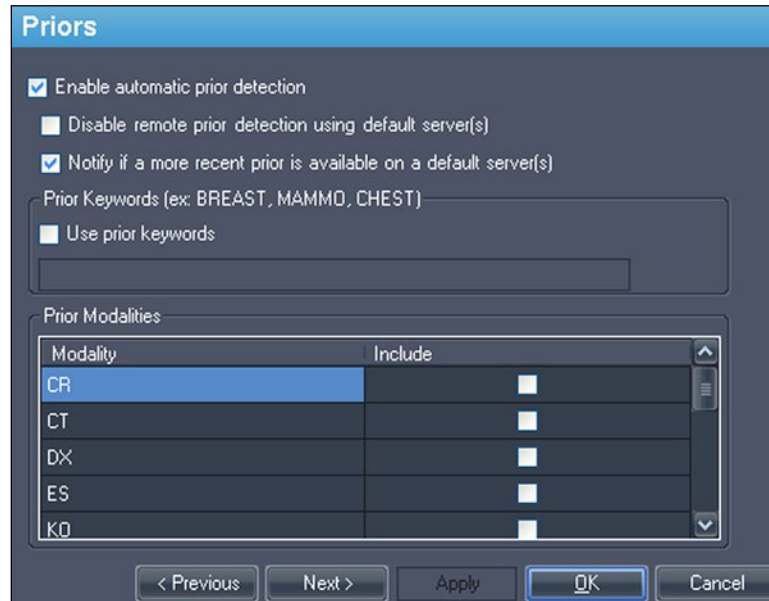 Priors
Enable automatic prior detection
Disable remote prior detection using default server(s)
Notify if a more recent prior is available on a default server(s)
Prior Keywords (ex: BREAST, MAMMO, CHEST)
Use prior keywords
Prior Modalities
Modality Include
CR
CT
DX
ES
KO
< Previous Next > Apply OK Cancel